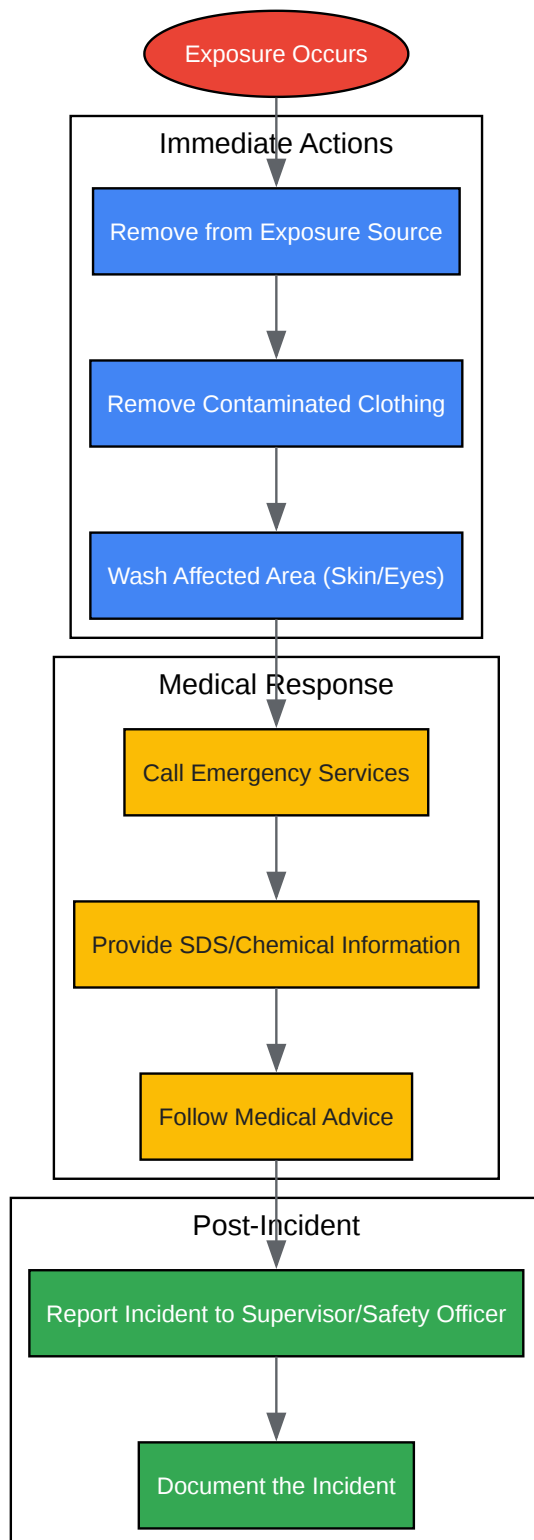 Exposure Occurs
Immediate Actions
Remove from Exposure Source
Remove Contaminated Clothing
Wash Affected Area (Skin/Eyes)
Medical Response
Call Emergency Services
Provide SDS/Chemical Information
Follow Medical Advice
Post-Incident
Report Incident to Supervisor/Safety Officer
Document the Incident